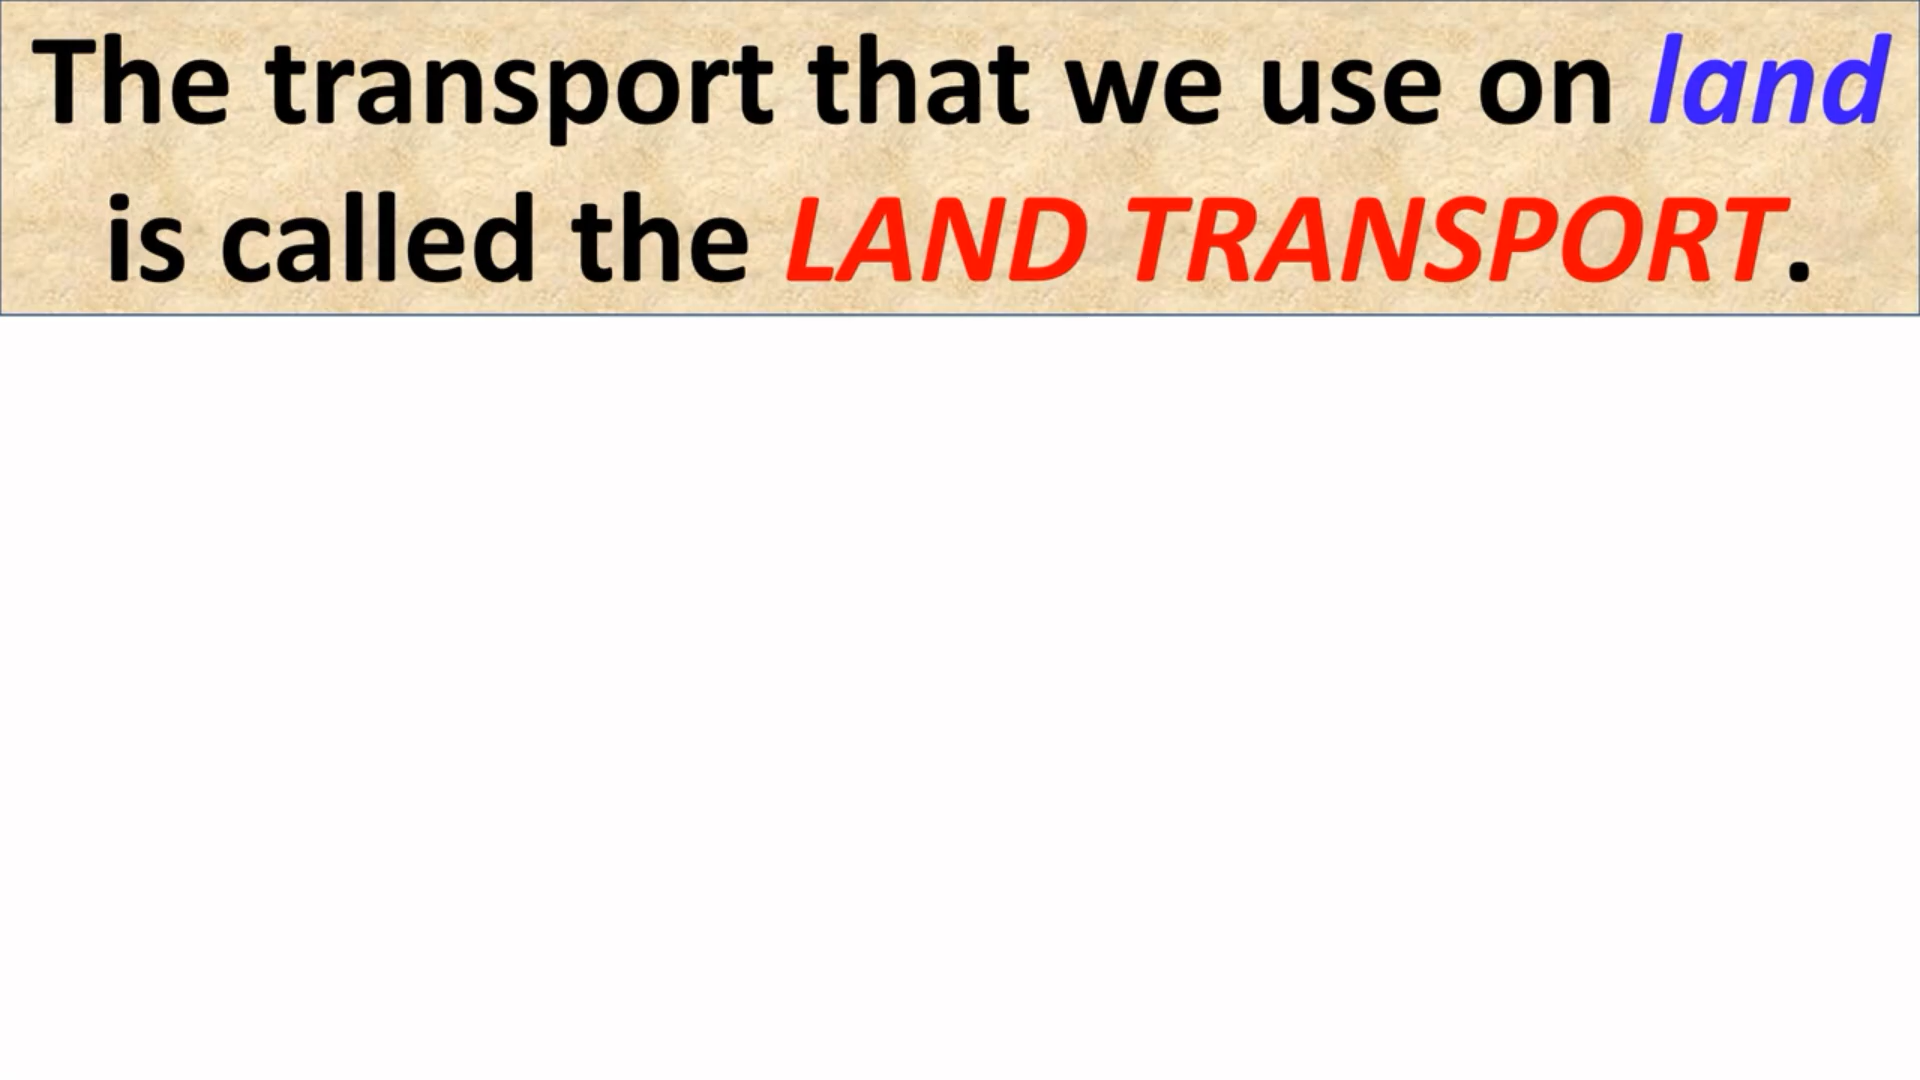 The transport that we use on land
is called the LAND TRANSPORT.